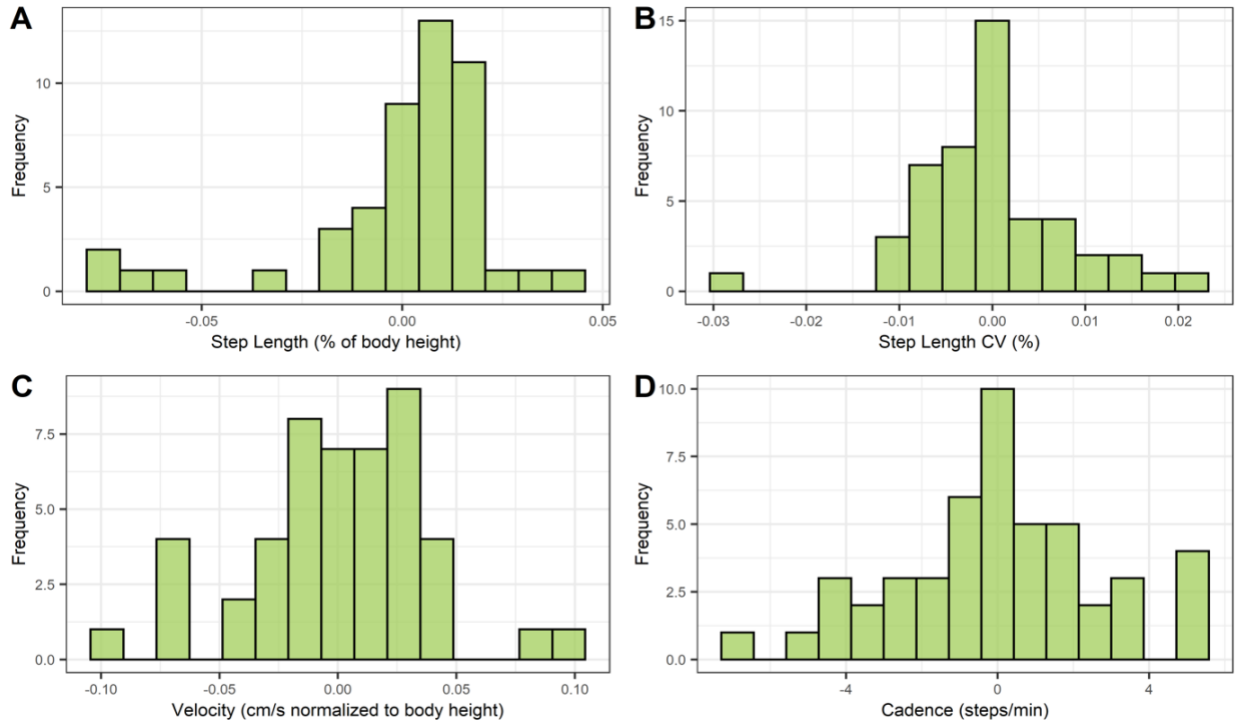 A
Frequency
10
5
0
-0.05
0.00
0.05
Step Length (% of body height)
B
Frequency
15
10
5
0
-0.03
-0.02
-0.01
0.00
0.01
0.02
Step Length CV (%)
C
Frequency
7.5
5.0
2.5
0.0
-0.10
-0.05
0.00
0.05
0.10
Velocity (cm/s normalized to body height)
D
Frequency
10.0
7.5
5.0
2.5
0.0
-4
0
4
Cadence (steps/min)